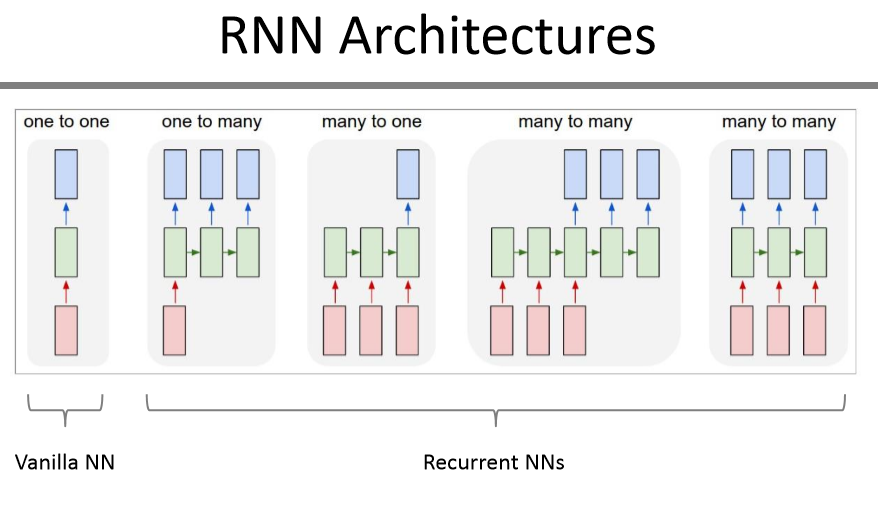 RNN Architectures
one to one
one to many
many to one
many to many
many to many
Vanilla NN
Recurrent NNs